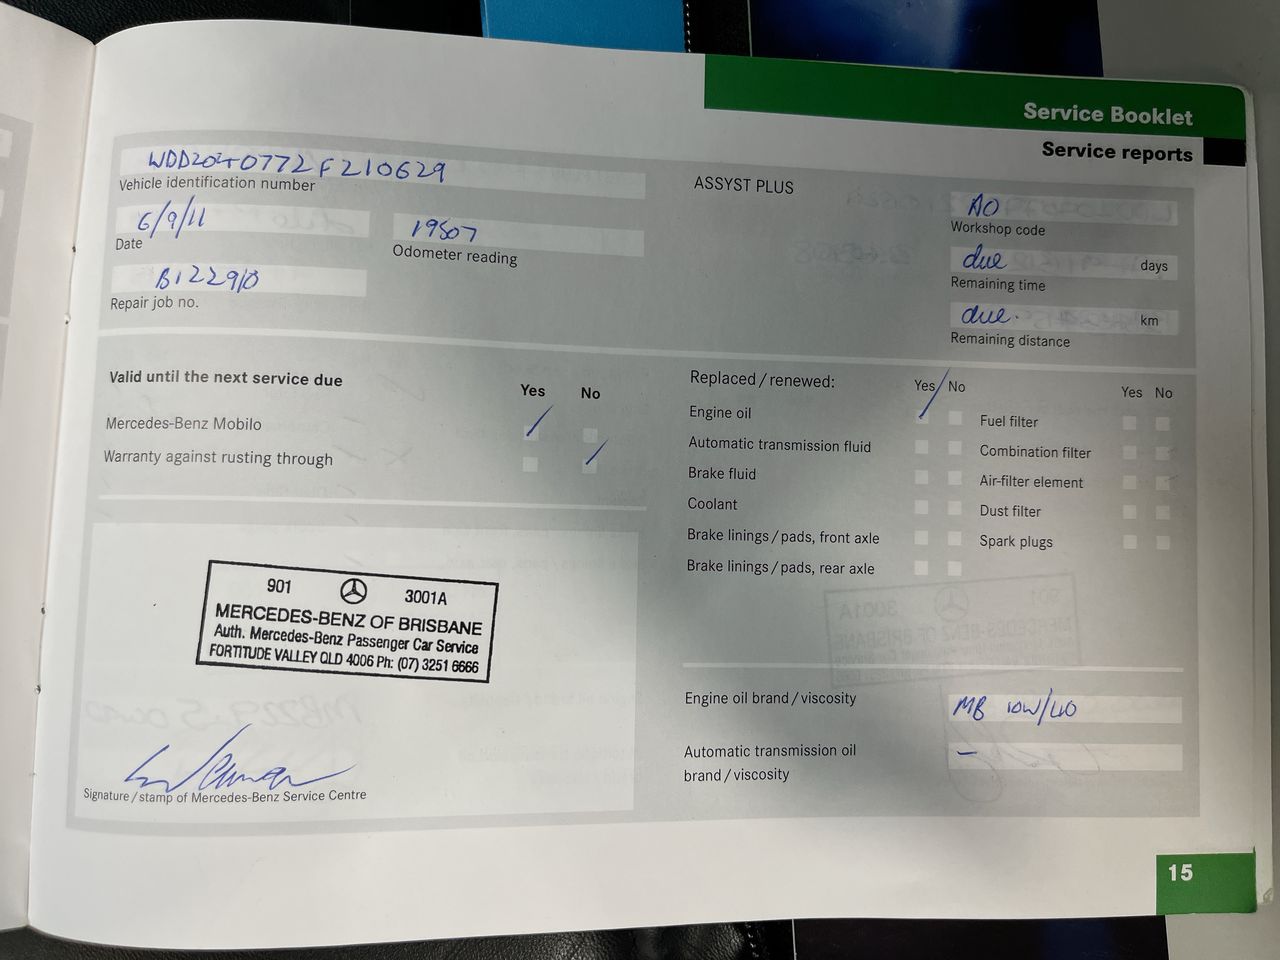 Service Booklet
Service reports
WDD2040772F210629
Vehicle identification number
6/9/11
Date
19507
Odometer reading
B122910
Repair job no.
ASSYST PLUS
AO
Workshop code
due days
Remaining time
due. km
Remaining distance
Valid until the next service due
Yes No
Mercedes-Benz Mobilo
Warranty against rusting through
901 3001A
MERCEDES-BENZ OF BRISBANE
Auth. Mercedes-Benz Passenger Car Service
FORTITUDE VALLEY QLD 4006 Ph: (07) 3251 6666
Signature / stamp of Mercedes-Benz Service Centre
Replaced / renewed: Yes No
Engine oil
Automatic transmission fluid
Brake fluid
Coolant
Brake linings / pads, front axle
Brake linings / pads, rear axle
Yes No
Fuel filter
Combination filter
Air-filter element
Dust filter
Spark plugs
Engine oil brand / viscosity
MB 10W/40
Automatic transmission oil
brand / viscosity
–
15